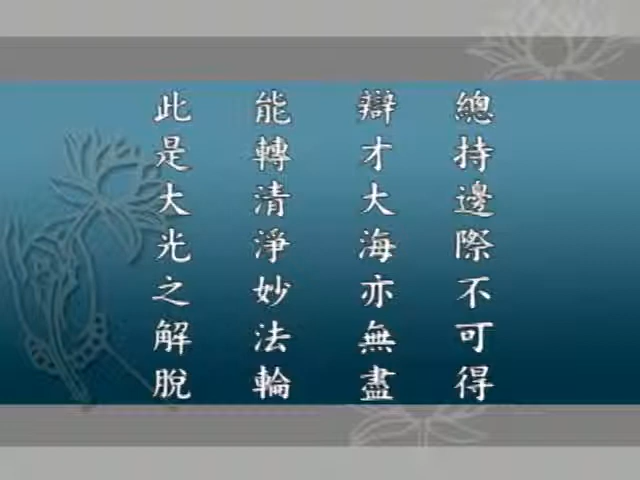 總持邊際不可得
辯才大海亦無盡
能轉清淨妙法輪
此是大光之解脫